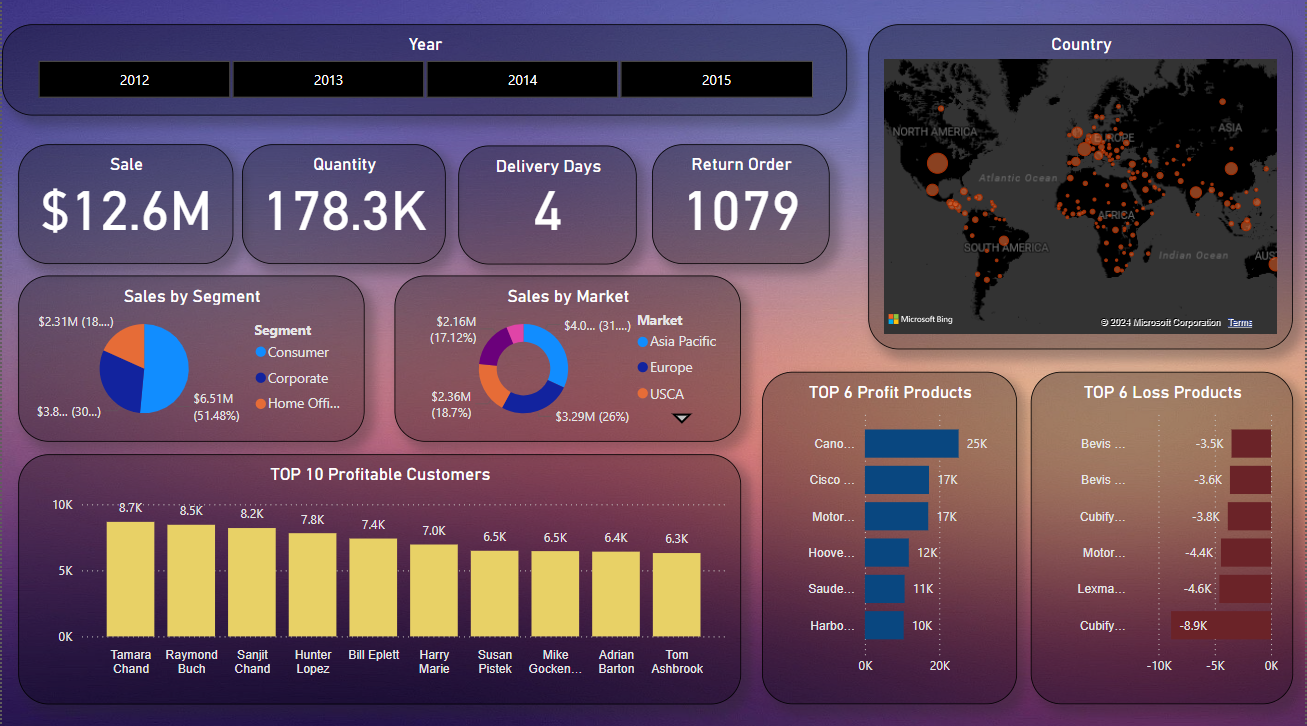 Year
2012
2013
2014
2015
Country
NORTH AMERICA
EUROPE
ASIA
Atlantic Ocean
AFRICA
SOUTH AMERICA
Indian Ocean
AUS
Microsoft Bing
© 2024 Microsoft Corporation Terms
Sale
$12.6M
Quantity
178.3K
Delivery Days
4
Return Order
1079
Sales by Segment
$2.31M (18....)
$3.8... (30...)
$6.51M
(51.48%)
Segment
Consumer
Corporate
Home Offi...
Sales by Market
$2.16M
(17.12%)
$4.0... (31....)
$2.36M
(18.7%)
$3.29M (26%)
Market
Asia Pacific
Europe
USCA
TOP 10 Profitable Customers
10K
5K
0K
8.7K
8.5K
8.2K
7.8K
7.4K
7.0K
6.5K
6.5K
6.4K
6.3K
Tamara
Chand
Raymond
Buch
Sanjit
Chand
Hunter
Lopez
Bill Eplett
Harry
Marie
Susan
Pistek
Mike
Gocken...
Adrian
Barton
Tom
Ashbrook
TOP 6 Profit Products
Cano...
25K
Cisco ...
17K
Motor...
17K
Hoove...
12K
Saude...
11K
Harbo...
10K
0K
20K
TOP 6 Loss Products
Bevis ...
-3.5K
Bevis ...
-3.6K
Cubify...
-3.8K
Motor...
-4.4K
Lexma...
-4.6K
Cubify...
-8.9K
-10K
-5K
0K